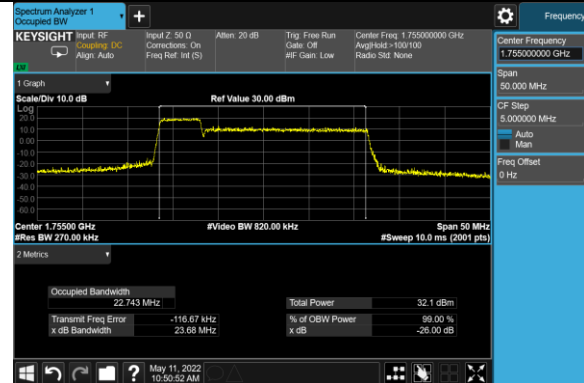 Spectrum Analyzer 1
Occupied BW
Frequency
KEYSIGHT
Input: RF
Coupling: DC
Align: Auto
Input Z: 50 Ω
Corrections: On
Freq Ref: Int (S)
Atten: 20 dB
Trig: Free Run
Gate: Off
#IF Gain: Low
Center Freq: 1.755000000 GHz
Avg|Hold:>100/100
Radio Std: None
Center Frequency
1.755000000 GHz
Span
50.000 MHz
CF Step
5.000000 MHz
Auto
Man
Freq Offset
0 Hz
1 Graph
Scale/Div 10.0 dB
Ref Value 30.00 dBm
Log
20.0
10.0
0.00
-10.0
-20.0
-30.0
-40.0
-50.0
-60.0
Center 1.75500 GHz
#Video BW 820.00 kHz
Span 50 MHz
#Res BW 270.00 kHz
#Sweep 10.0 ms (2001 pts)
2 Metrics
Occupied Bandwidth
22.743 MHz
Total Power
32.1 dBm
Transmit Freq Error
-116.67 kHz
% of OBW Power
99.00 %
x dB Bandwidth
23.68 MHz
x dB
-26.00 dB
May 11, 2022
10:50:52 AM